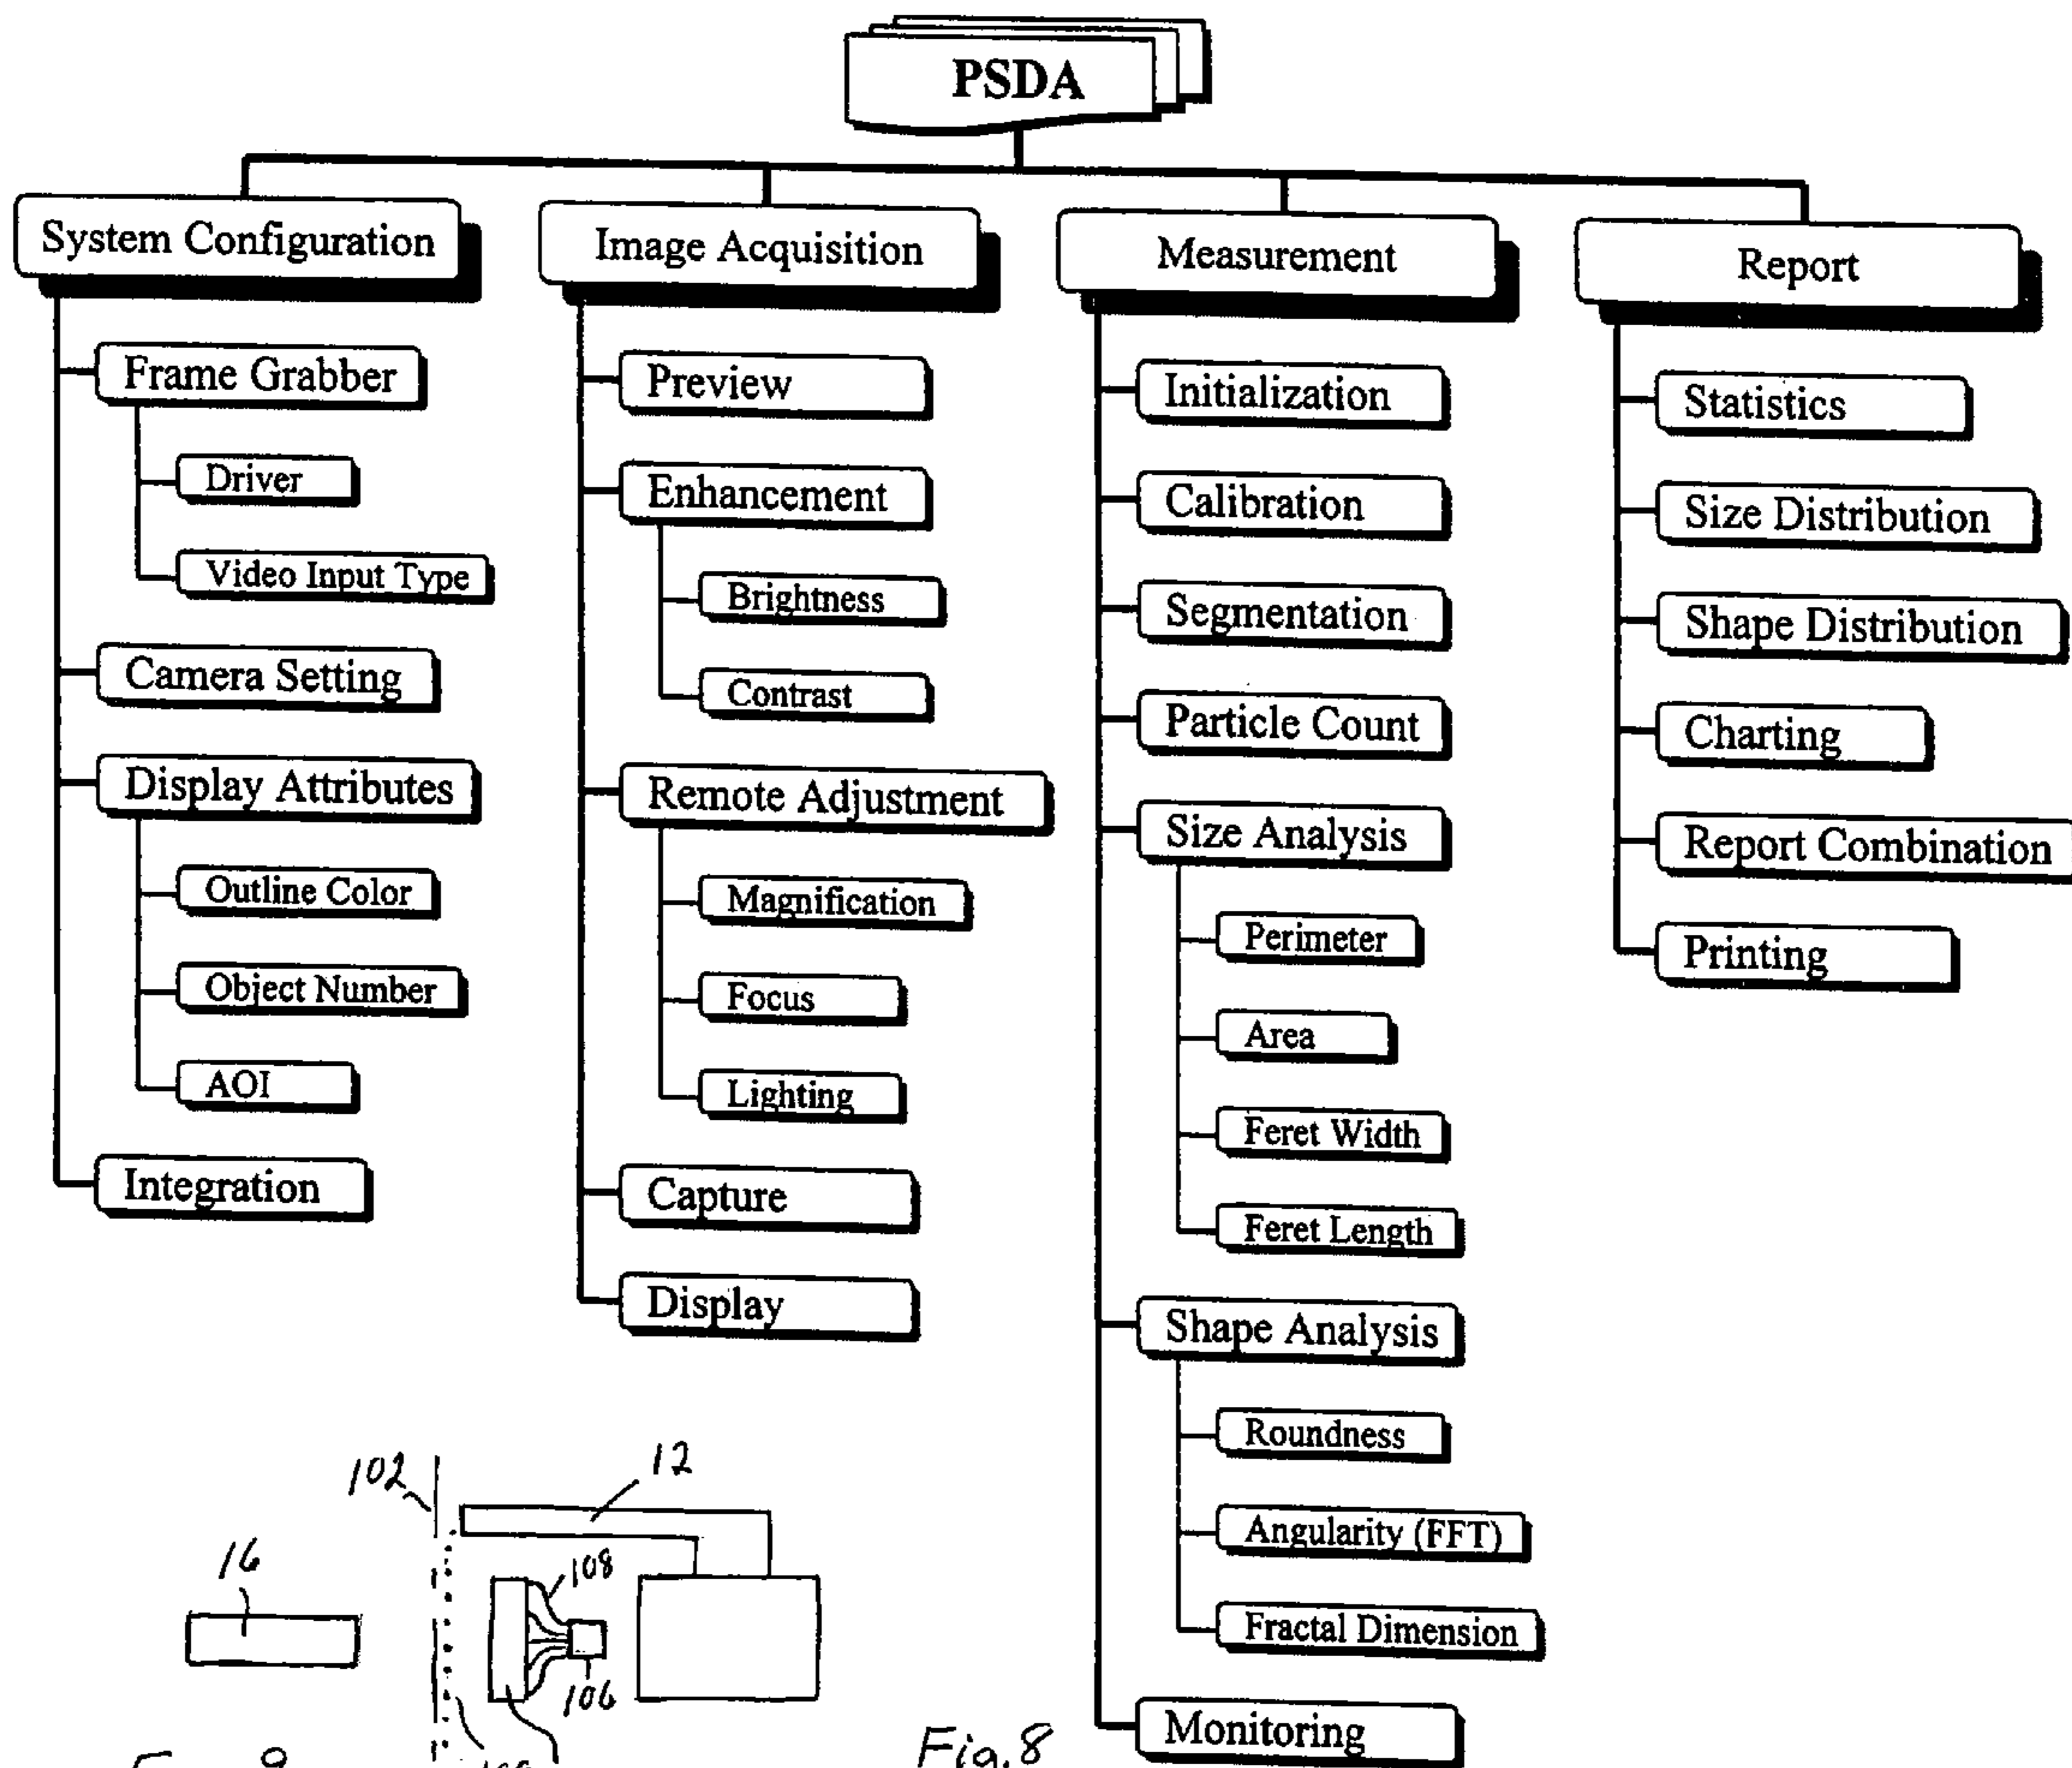 PSDA
System Configuration
Frame Grabber
Driver
Video Input Type
Camera Setting
Display Attributes
Outline Color
Object Number
AOI
Integration
Image Acquisition
Preview
Enhancement
Brightness
Contrast
Remote Adjustment
Magnification
Focus
Lighting
Capture
Display
Measurement
Initialization
Calibration
Segmentation
Particle Count
Size Analysis
Perimeter
Area
Feret Width
Feret Length
Shape Analysis
Roundness
Angularity (FFT)
Fractal Dimension
Monitoring
Report
Statistics
Size Distribution
Shape Distribution
Charting
Report Combination
Printing
102
12
16
108
106
Fig. 8